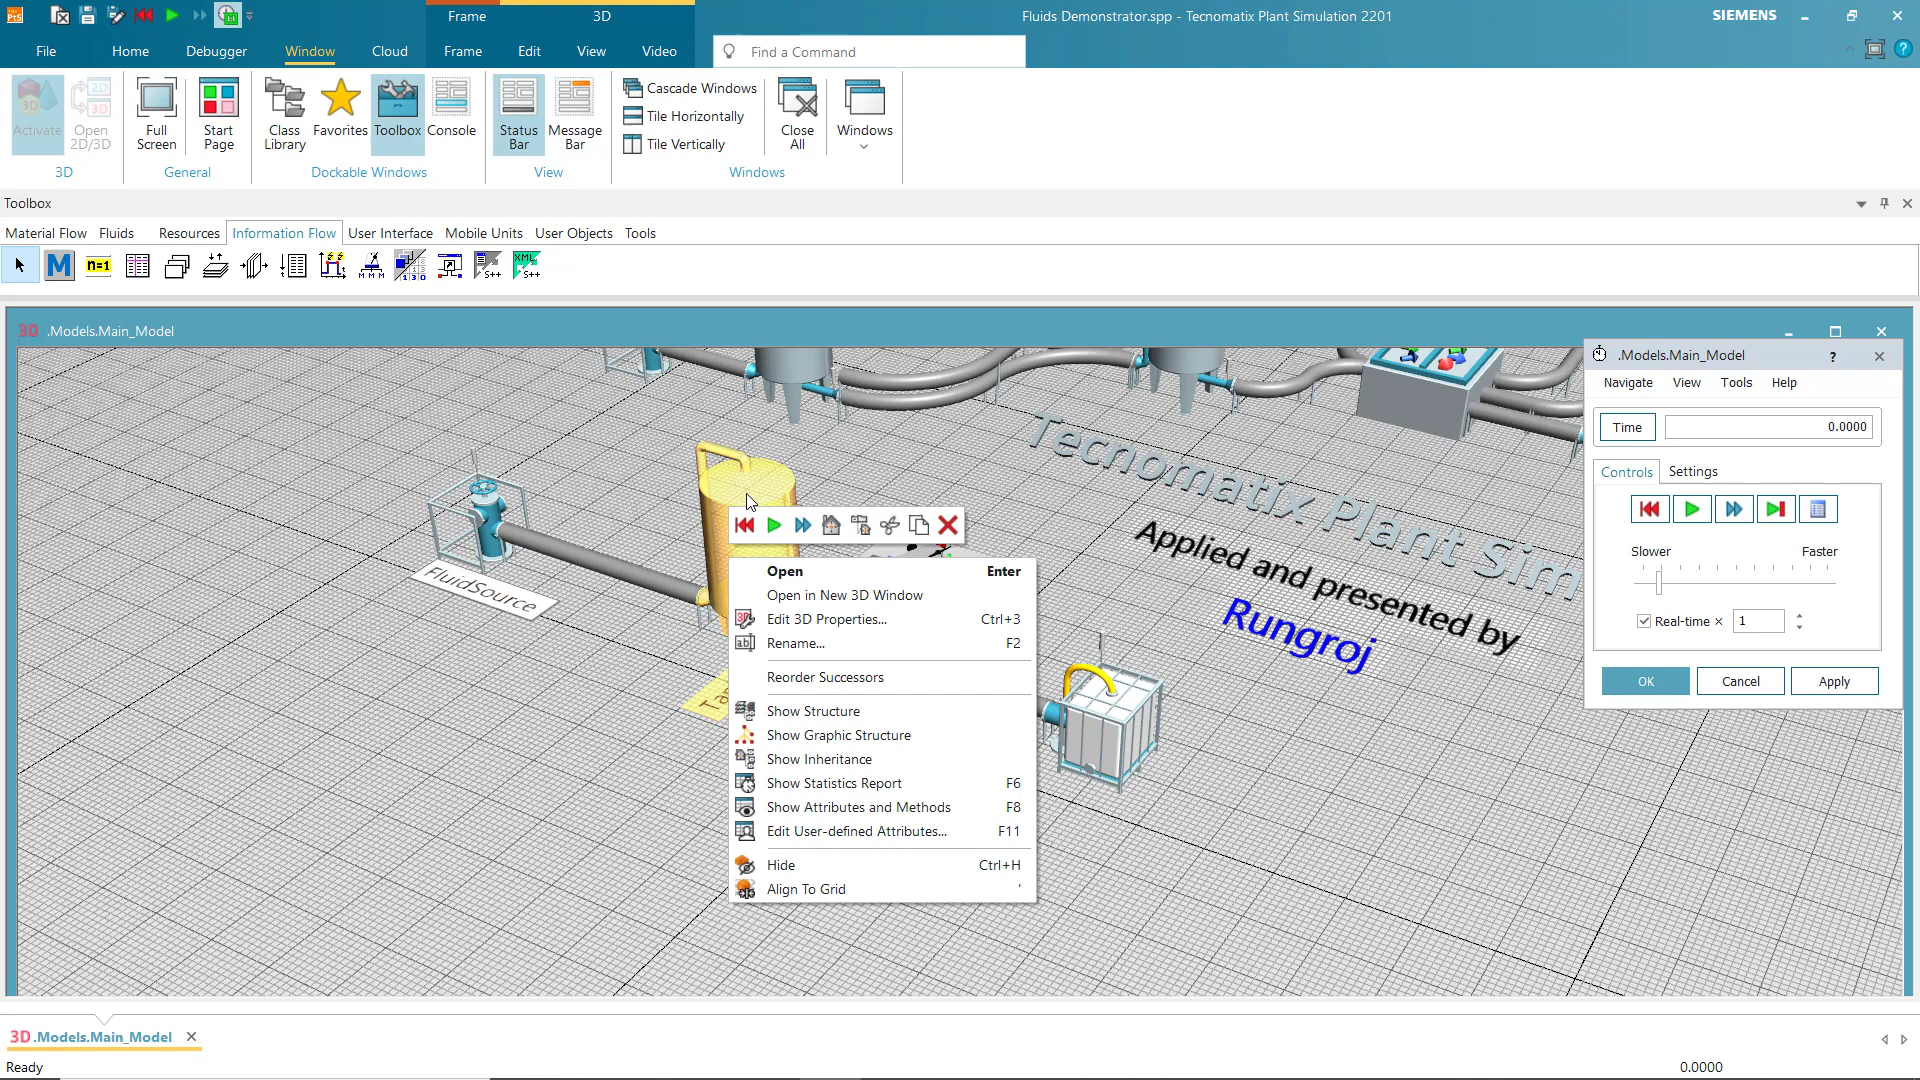 Frame
3D
Fluids Demonstrator.spp - Tecnomatix Plant Simulation 2201
SIEMENS
File
Home
Debugger
Window
Cloud
Frame
Edit
View
Video
Find a Command
Activate
Open 2D/3D
Full Screen
Start Page
Class Library
Favorites
Toolbox
Console
Status Bar
Message Bar
Cascade Windows
Tile Horizontally
Tile Vertically
Close All
Windows
3D
General
Dockable Windows
View
Windows
Toolbox
Material Flow
Fluids
Resources
Information Flow
User Interface
Mobile Units
User Objects
Tools
M
n=1
S++
XML
S++
3D .Models.Main_Model
.Models.Main_Model
?
Navigate
View
Tools
Help
Time
0.0000
Controls
Settings
Slower
Faster
Real-time ×
1
OK
Cancel
Apply
Tecnomatix Plant Sim
Applied and presented by
Rungroj
FluidSource
Open Enter
Open in New 3D Window
Edit 3D Properties... Ctrl+3
Rename... F2
Reorder Successors
Show Structure
Show Graphic Structure
Show Inheritance
Show Statistics Report F6
Show Attributes and Methods F8
Edit User-defined Attributes... F11
Hide Ctrl+H
Align To Grid '
3D .Models.Main_Model
Ready
0.0000